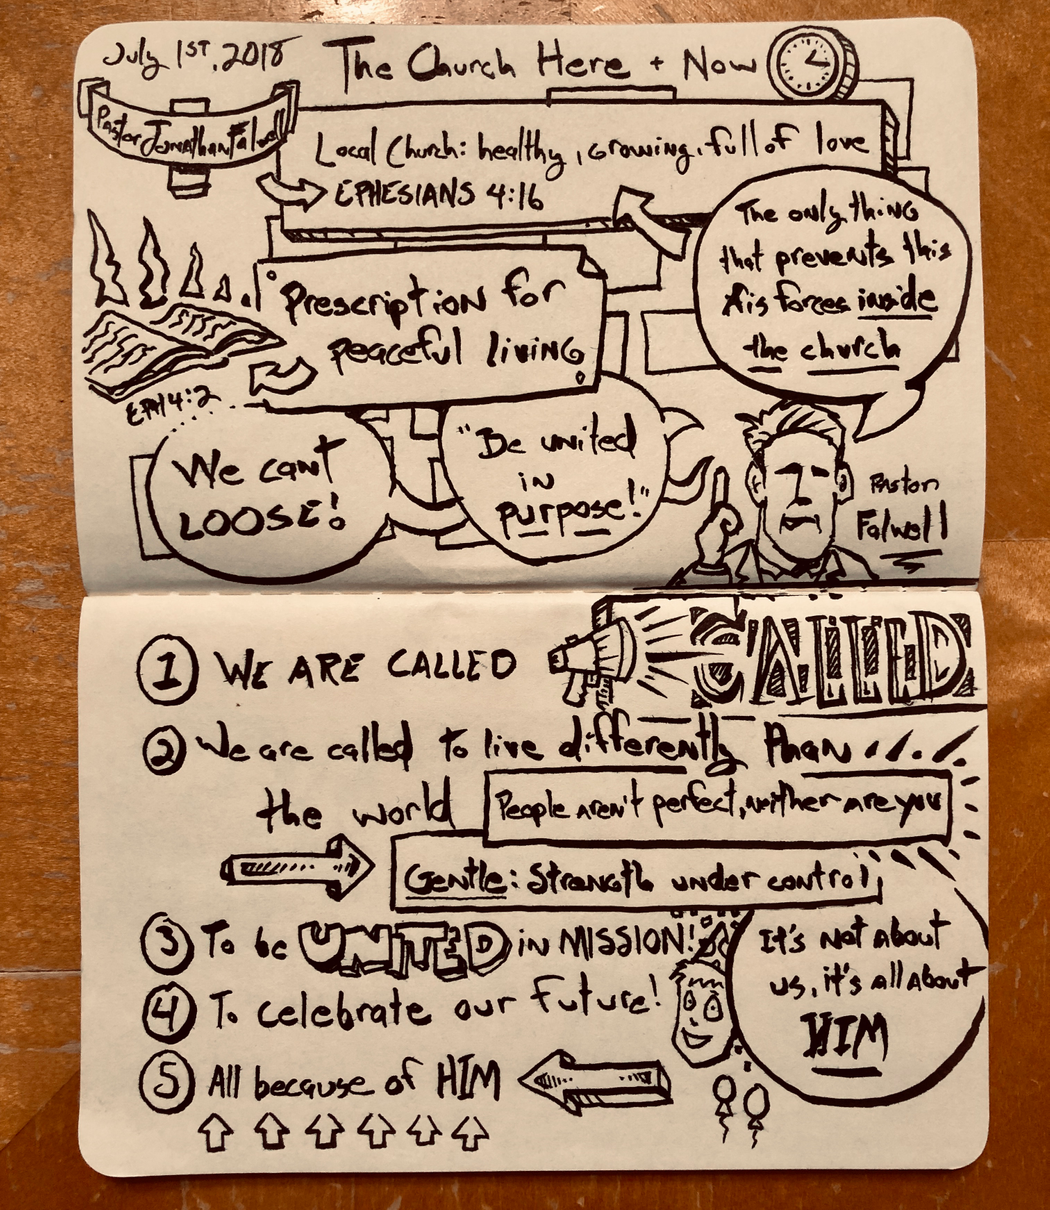 July 1ST, 2018
The Church Here + Now
Pastor Jonathan Falwell
Local Church: healthy, growing, full of love
EPHESIANS 4:16
The only thing
that prevents this
is forces inside
the church
Prescription for
peaceful living
EPH 4:2
We cant
LOOSE!
"Be united
in
purpose!"
Pastor
Falwell
1 WE ARE CALLED
CALLED
2 We are called to live differently than
the world
People aren't perfect, neither are you
Gentle: Strength under control
3 To be UNITED in MISSION!
4 To celebrate our future!
5 All because of HIM
It's not about
us, it's all about
HIM